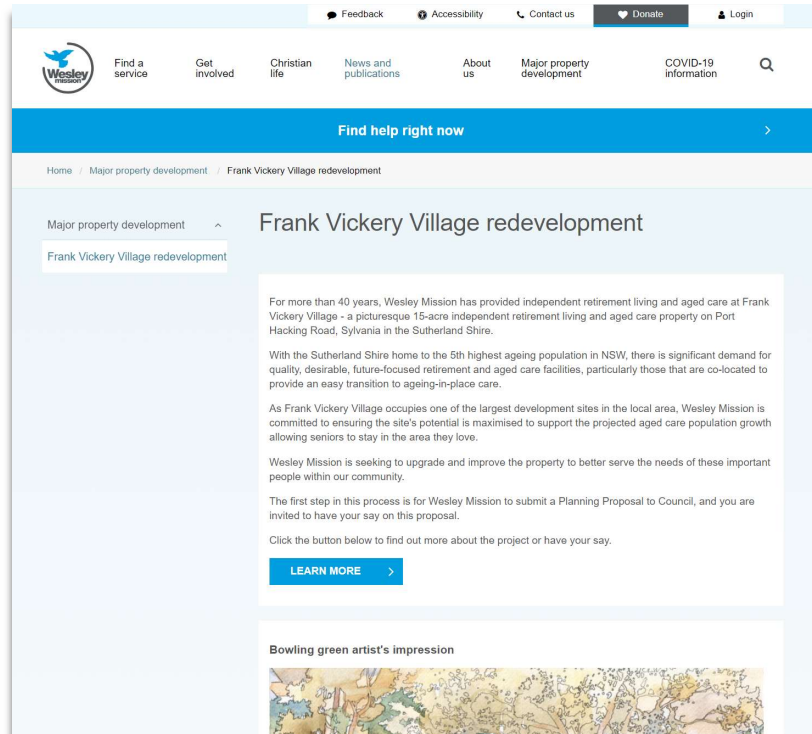 Feedback Accessibility Contact us Donate Login
Wesley
mission
Find a
service
Get
involved
Christian
life
News and
publications
About
us
Major property
development
COVID-19
information
Find help right now
Home / Major property development / Frank Vickery Village redevelopment
Major property development
Frank Vickery Village redevelopment
Frank Vickery Village redevelopment
For more than 40 years, Wesley Mission has provided independent retirement living and aged care at Frank
Vickery Village - a picturesque 15-acre independent retirement living and aged care property on Port
Hacking Road, Sylvania in the Sutherland Shire.
With the Sutherland Shire home to the 5th highest ageing population in NSW, there is significant demand for
quality, desirable, future-focused retirement and aged care facilities, particularly those that are co-located to
provide an easy transition to ageing-in-place care.
As Frank Vickery Village occupies one of the largest development sites in the local area, Wesley Mission is
committed to ensuring the site's potential is maximised to support the projected aged care population growth
allowing seniors to stay in the area they love.
Wesley Mission is seeking to upgrade and improve the property to better serve the needs of these important
people within our community.
The first step in this process is for Wesley Mission to submit a Planning Proposal to Council, and you are
invited to have your say on this proposal.
Click the button below to find out more about the project or have your say.
LEARN MORE
Bowling green artist's impression